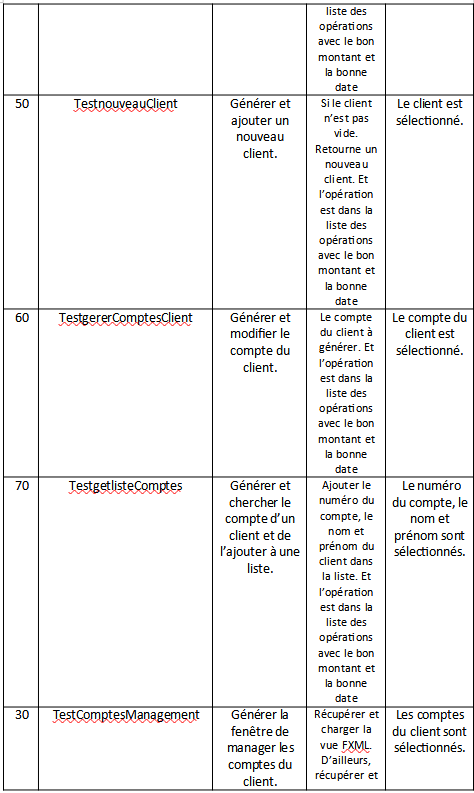 liste des
opérations
avec le bon
montant et
la bonne
date
50
TestnouveauClient
Générer et
ajouter un
nouveau
client.
Si le client
n’est pas
vide.
Retourne un
nouveau
client. Et
l’opération
est dans la
liste des
opérations
avec le bon
montant et
la bonne
date
Le client est
sélectionné.
60
TestgererComptesClient
Générer et
modifier le
compte du
client.
Le compte
du client à
générer. Et
l’opération
est dans la
liste des
opérations
avec le bon
montant et
la bonne
date
Le compte du
client est
sélectionné.
70
TestgetlisteComptes
Générer et
chercher le
compte d’un
client et de
l’ajouter à une
liste.
Ajouter le
numéro du
compte, le
nom et
prénom du
client dans
la liste. Et
l’opération
est dans la
liste des
opérations
avec le bon
montant et
la bonne
date
Le numéro
du compte, le
nom et
prénom sont
sélectionnés.
30
TestComptesManagement
Générer la
fenêtre de
manager les
comptes du
client.
Récupérer et
charger la
vue FXML.
D’ailleurs,
récupérer et
Les comptes
du client sont
sélectionnés.